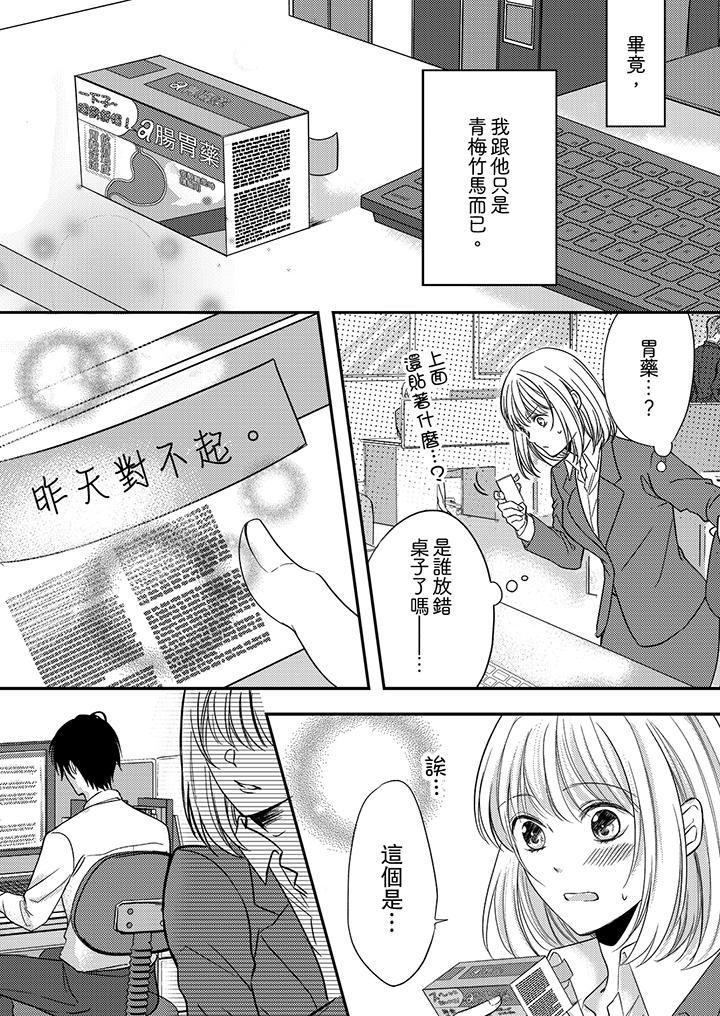 畢竟，
我跟他只是
青梅竹馬而已。
a腸胃藥
胃藥…？
上面
還貼著什麼…？
是誰放錯
桌子了嗎——…
昨天對不起。
誒…
這個是…